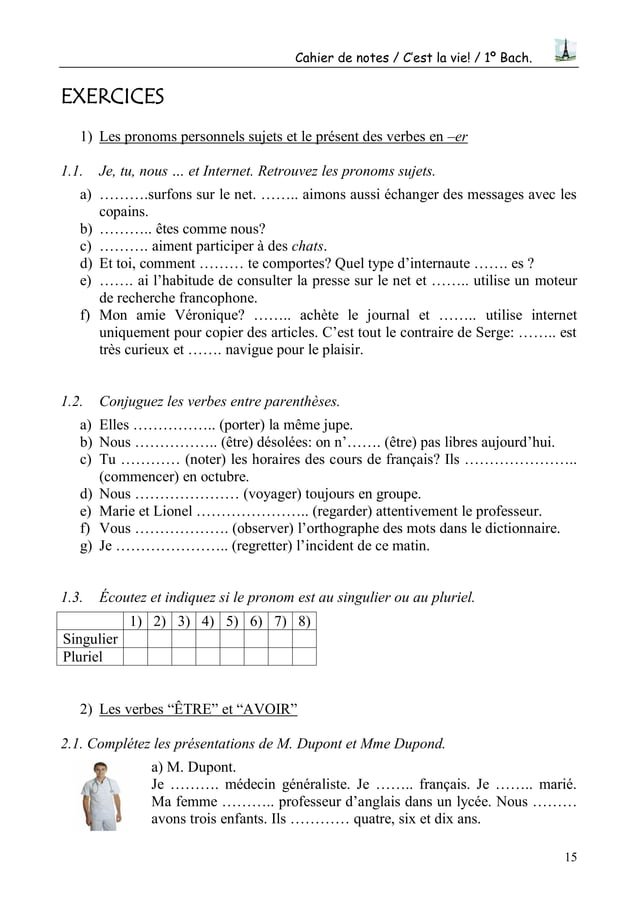 Cahier de notes / C'est la vie! / 1º Bach.
EXERCICES
1) Les pronoms personnels sujets et le présent des verbes en –er
1.1. Je, tu, nous … et Internet. Retrouvez les pronoms sujets.
a) ……….surfons sur le net. …….. aimons aussi échanger des messages avec les
copains.
b) ……….. êtes comme nous?
c) ………. aiment participer à des chats.
d) Et toi, comment ……… te comportes? Quel type d'internaute ……. es ?
e) ……. ai l'habitude de consulter la presse sur le net et …….. utilise un moteur
de recherche francophone.
f) Mon amie Véronique? …….. achète le journal et …….. utilise internet
uniquement pour copier des articles. C'est tout le contraire de Serge: …….. est
très curieux et ……. navigue pour le plaisir.
1.2. Conjuguez les verbes entre parenthèses.
a) Elles …………….. (porter) la même jupe.
b) Nous …………….. (être) désolées: on n'……. (être) pas libres aujourd'hui.
c) Tu ………… (noter) les horaires des cours de français? Ils …………………..
(commencer) en octubre.
d) Nous ………………… (voyager) toujours en groupe.
e) Marie et Lionel ………………….. (regarder) attentivement le professeur.
f) Vous ………………. (observer) l'orthographe des mots dans le dictionnaire.
g) Je ………………….. (regretter) l'incident de ce matin.
1.3. Écoutez et indiquez si le pronom est au singulier ou au pluriel.
1) 2) 3) 4) 5) 6) 7) 8)
Singulier
Pluriel
2) Les verbes "ÊTRE" et "AVOIR"
2.1. Complétez les présentations de M. Dupont et Mme Dupond.
a) M. Dupont.
Je ………. médecin généraliste. Je …….. français. Je …….. marié.
Ma femme ……….. professeur d'anglais dans un lycée. Nous ………
avons trois enfants. Ils ………… quatre, six et dix ans.
15